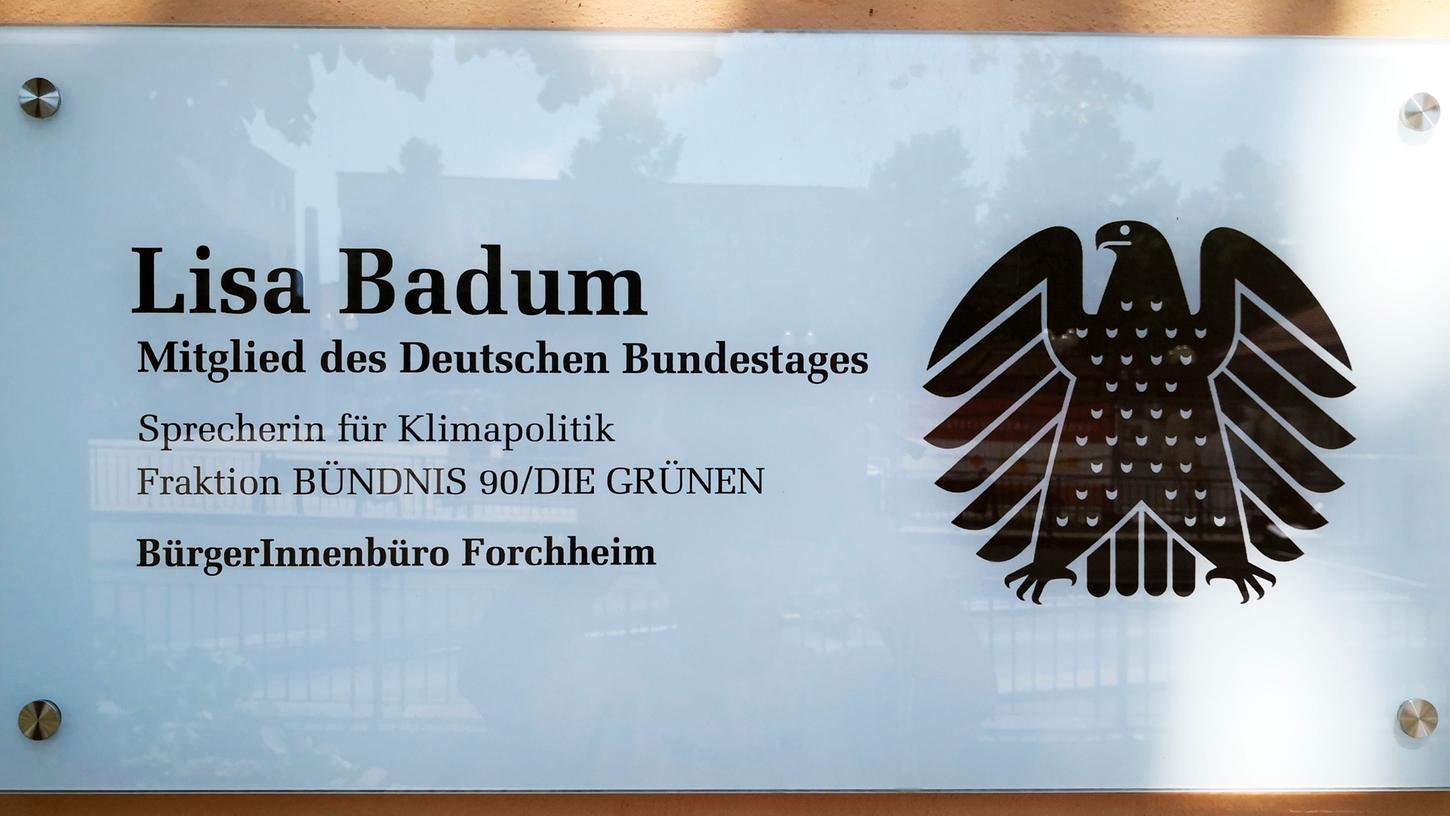 Lisa Badum
Mitglied des Deutschen Bundestages
Sprecherin für Klimapolitik
Fraktion BÜNDNIS 90/DIE GRÜNEN
BürgerInnenbüro Forchheim